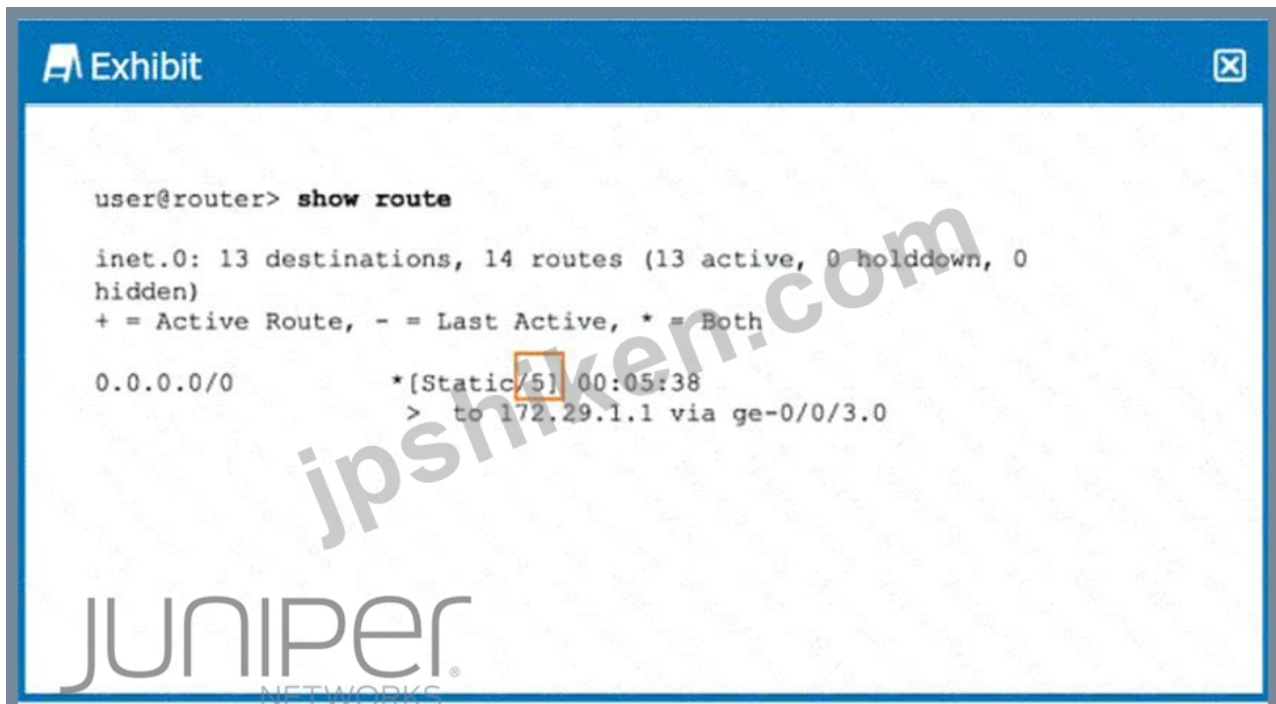 Exhibit
user@router> show route
inet.0: 13 destinations, 14 routes (13 active, 0 holddown, 0
hidden)
+ = Active Route, - = Last Active, * = Both
0.0.0.0/0 *[Static/5] 00:05:38
> to 172.29.1.1 via ge-0/0/3.0
jpshiken.com
JUNIPER
NETWORKS